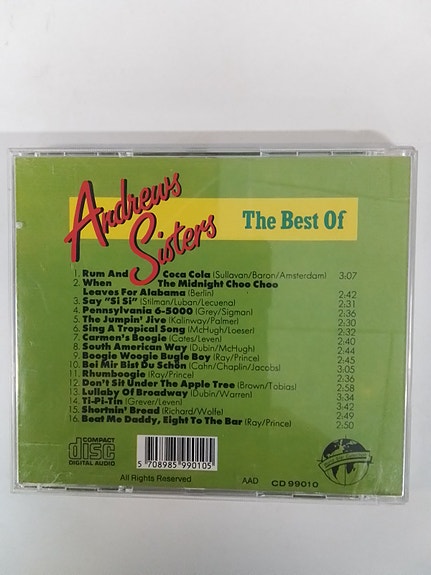 Andrews
Sisters
The Best Of
1. Rum And Coca Cola (Sullavan/Baron/Amsterdam) 3:07
2. When The Midnight Choo Choo
Leaves For Alabama (Berlin) 2:42
3. Say "Si Si" (Stilman/Luban/Lecuena) 2:31
4. Pennsylvania 6-5000 (Grey/Sigman) 2:36
5. The Jumpin' Jive (Kalinway/Palmer) 2:30
6. Sing A Tropical Song (McHugh/Loeser) 2:32
7. Carmen's Boogie (Cates/Leven) 2:40
8. South American Way (Dubin/McHugh) 2:44
9. Boogie Woogie Bugle Boy (Ray/Prince) 2:45
10. Bei Mir Bist Du Schön (Cahn/Chaplin/Jacobs) 3:05
11. Rhumboogie (Ray/Prince) 2:36
12. Don't Sit Under The Apple Tree (Brown/Tobias) 2:58
13. Lullaby Of Broadway (Dubin/Warren) 3:34
14. Ti-Pi-Tin (Grever/Leven) 3:42
15. Shortnin' Bread (Richard/Wolfe) 2:49
16. Beat Me Daddy, Eight To The Bar (Ray/Prince) 2:50
COMPACT
disc
DIGITAL AUDIO
5 708985 990105
All Rights Reserved
AAD
CD 99010